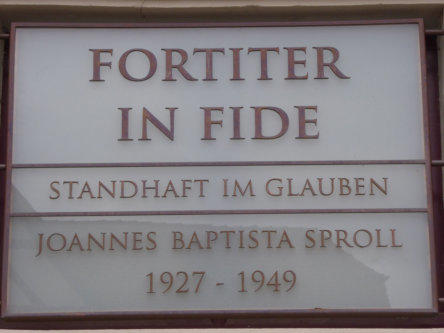 FORTITER
IN FIDE
STANDHAFT IM GLAUBEN
JOANNES BAPTISTA SPROLL
1927 - 1949